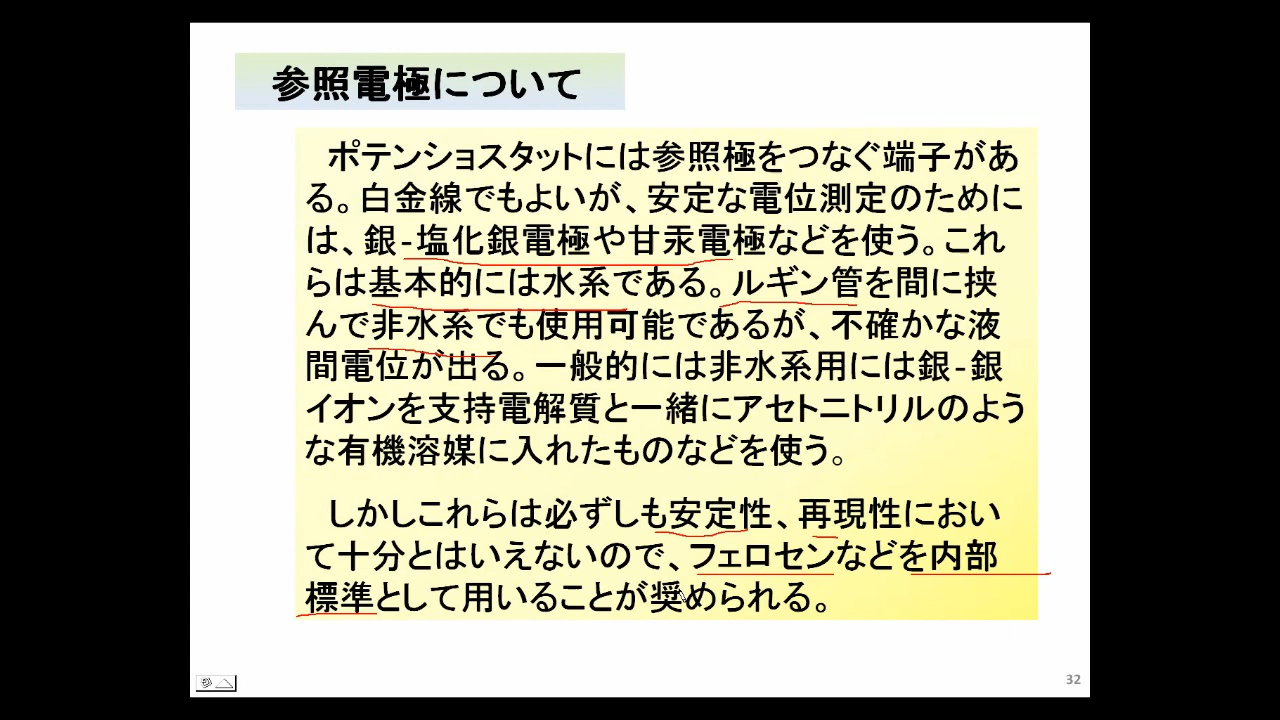 参照電極について
ポテンショスタットには参照極をつなぐ端子があ
る。白金線でもよいが、安定な電位測定のために
は、銀-塩化銀電極や甘汞電極などを使う。これ
らは基本的には水系である。ルギン管を間に挟
んで非水系でも使用可能であるが、不確かな液
間電位が出る。一般的には非水系用には銀-銀
イオンを支持電解質と一緒にアセトニトリルのよう
な有機溶媒に入れたものなどを使う。
しかしこれらは必ずしも安定性、再現性におい
て十分とはいえないので、フェロセンなどを内部
標準として用いることが奨められる。
32